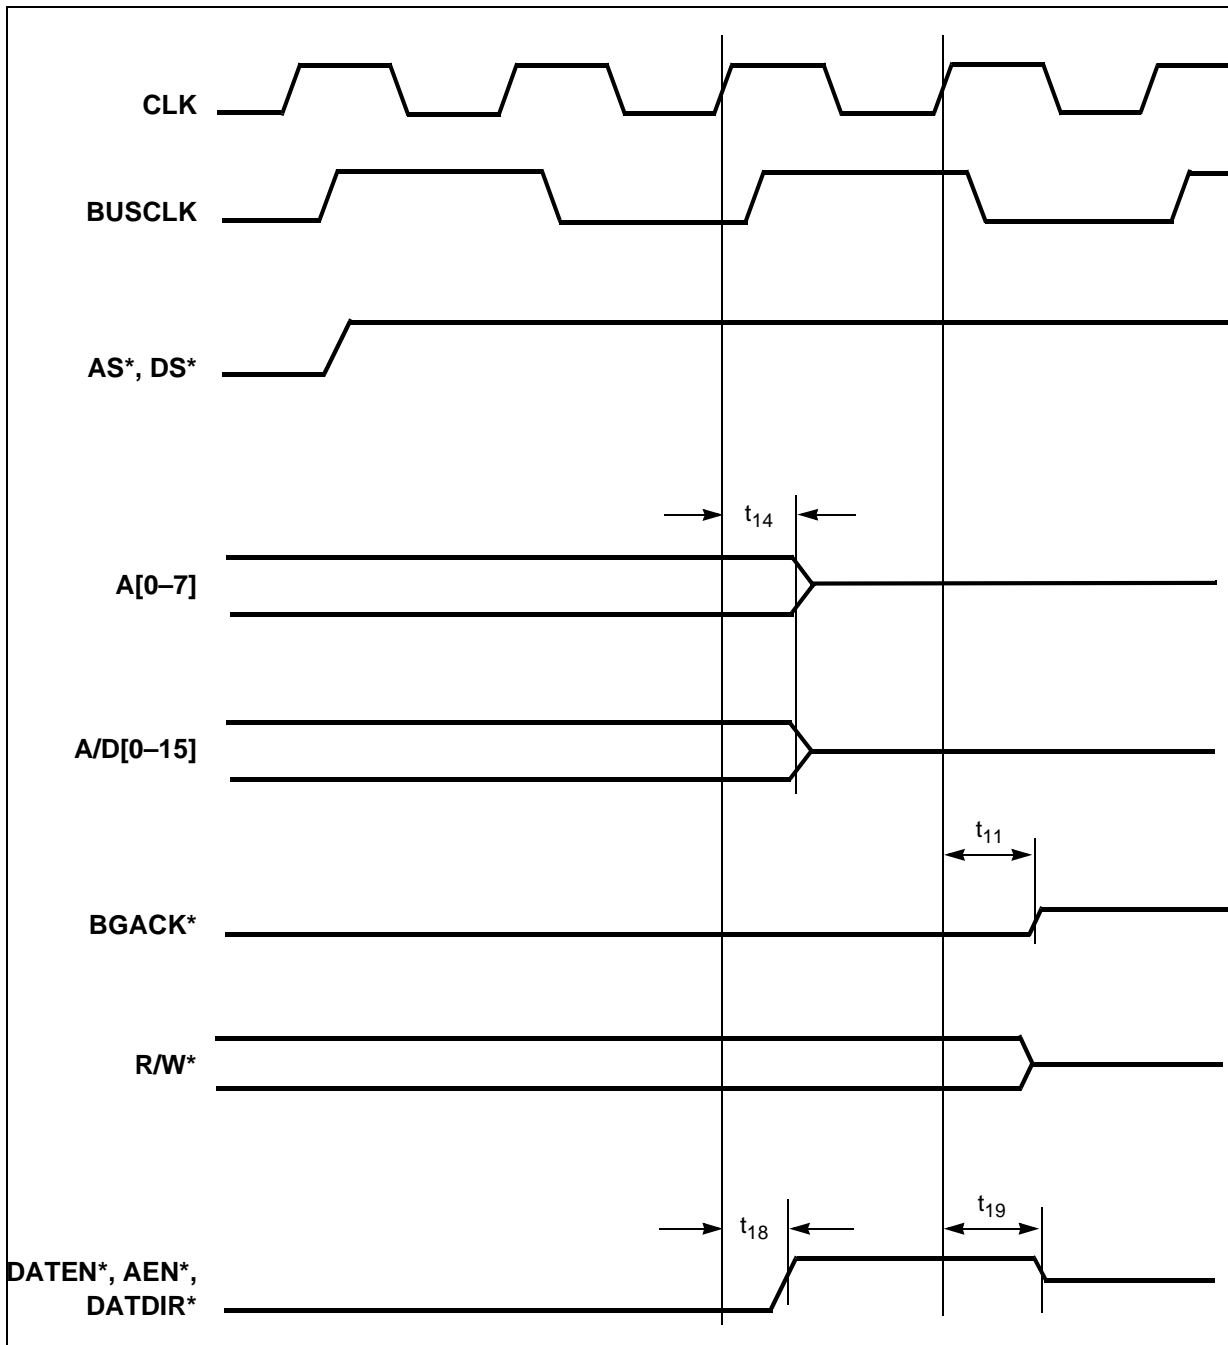 CLK
BUSCLK
AS*, DS*
t14
A[0–7]
A/D[0–15]
t11
BGACK*
R/W*
t18
t19
DATEN*, AEN*,
DATDIR*